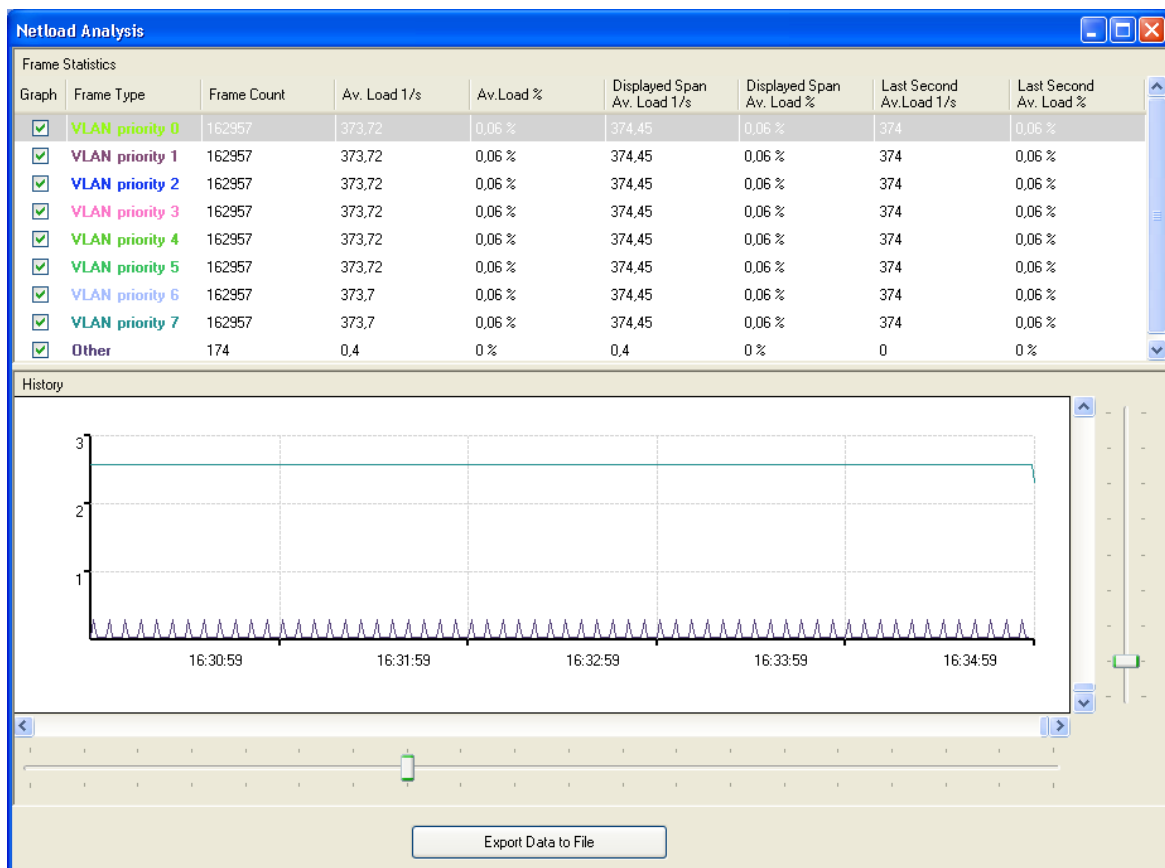 Netload Analysis
Frame Statistics
Graph Frame Type Frame Count Av. Load 1/s Av.Load % Displayed Span Av. Load 1/s Displayed Span Av. Load % Last Second Av.Load 1/s Last Second Av. Load %
VLAN priority 0 162957 373,72 0,06 % 374,45 0,06 % 374 0,06 %
VLAN priority 1 162957 373,72 0,06 % 374,45 0,06 % 374 0,06 %
VLAN priority 2 162957 373,72 0,06 % 374,45 0,06 % 374 0,06 %
VLAN priority 3 162957 373,72 0,06 % 374,45 0,06 % 374 0,06 %
VLAN priority 4 162957 373,72 0,06 % 374,45 0,06 % 374 0,06 %
VLAN priority 5 162957 373,72 0,06 % 374,45 0,06 % 374 0,06 %
VLAN priority 6 162957 373,7 0,06 % 374,45 0,06 % 374 0,06 %
VLAN priority 7 162957 373,7 0,06 % 374,45 0,06 % 374 0,06 %
Other 174 0,4 0 % 0,4 0 % 0 0 %
History
3
2
1
16:30:59 16:31:59 16:32:59 16:33:59 16:34:59
Export Data to File